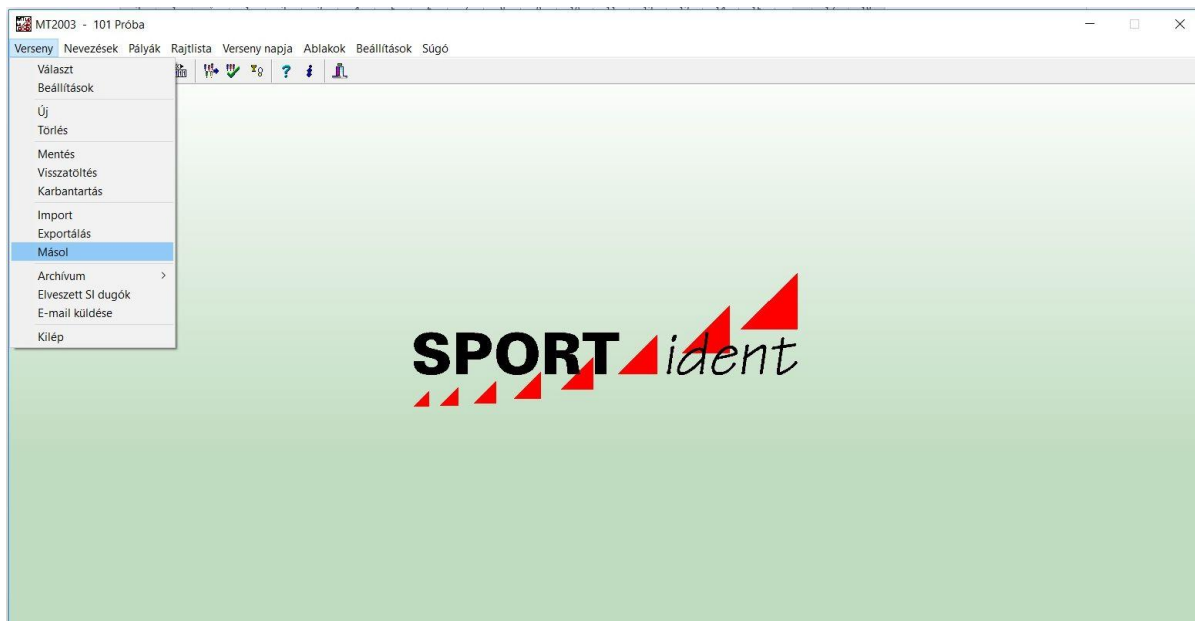 MT2003 - 101 Próba
Verseny Nevezések Pályák Rajtlista Verseny napja Ablakok Beállítások Súgó
Választ
Beállítások
Új
Törlés
Mentés
Visszatöltés
Karbantartás
Import
Exportálás
Másol
Archívum
Elveszett SI dugók
E-mail küldése
Kilép
SPORT ident